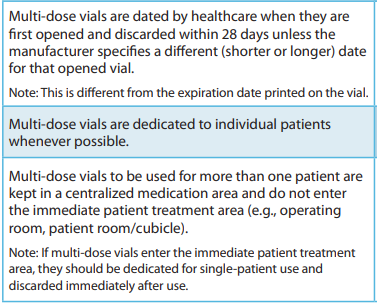 Multi-dose vials are dated by healthcare when they are
first opened and discarded within 28 days unless the
manufacturer specifies a different (shorter or longer) date
for that opened vial.
Note: This is different from the expiration date printed on the vial.
Multi-dose vials are dedicated to individual patients
whenever possible.
Multi-dose vials to be used for more than one patient are
kept in a centralized medication area and do not enter
the immediate patient treatment area (e.g., operating
room, patient room/cubicle).
Note: If multi-dose vials enter the immediate patient treatment
area, they should be dedicated for single-patient use and
discarded immediately after use.